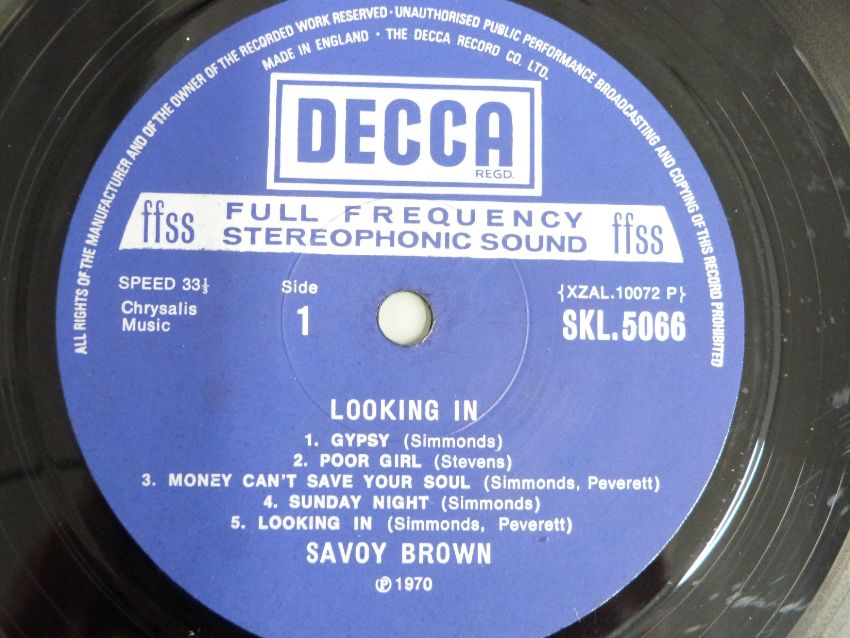 ALL RIGHTS OF THE MANUFACTURER AND OF THE OWNER OF THE RECORDED WORK RESERVED · UNAUTHORISED PUBLIC PERFORMANCE BROADCASTING AND COPYING OF THIS RECORD PROHIBITED
MADE IN ENGLAND · THE DECCA RECORD CO. LTD.
DECCA
REGD.
ffss FULL FREQUENCY STEREOPHONIC SOUND ffss
SPEED 33⅓
Side
{XZAL.10072 P}
Chrysalis
Music
1
SKL.5066
LOOKING IN
1. GYPSY (Simmonds)
2. POOR GIRL (Stevens)
3. MONEY CAN'T SAVE YOUR SOUL (Simmonds, Peverett)
4. SUNDAY NIGHT (Simmonds)
5. LOOKING IN (Simmonds, Peverett)
SAVOY BROWN
℗ 1970